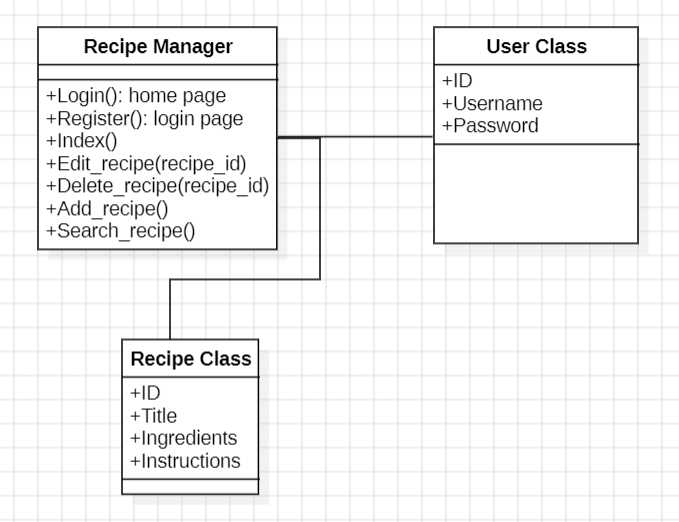 Recipe Manager
+Login(): home page
+Register(): login page
+Index()
+Edit_recipe(recipe_id)
+Delete_recipe(recipe_id)
+Add_recipe()
+Search_recipe()
User Class
+ID
+Username
+Password
Recipe Class
+ID
+Title
+Ingredients
+Instructions